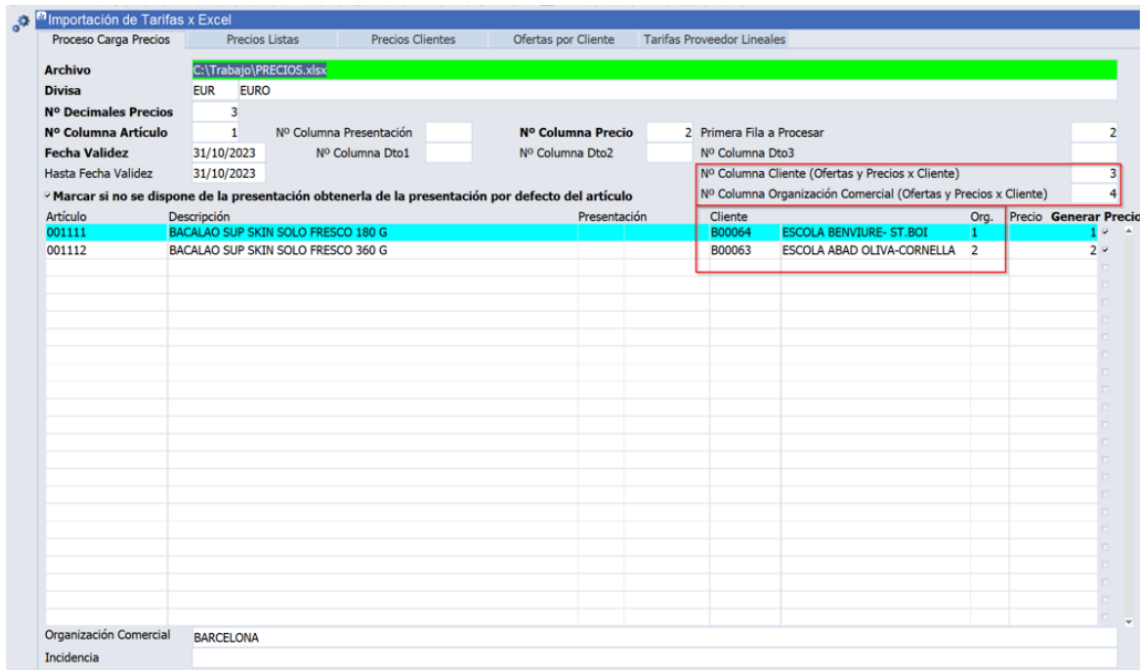 Importación de Tarifas x Excel
Proceso Carga Precios Precios Listas Precios Clientes Ofertas por Cliente Tarifas Proveedor Lineales
Archivo C:\Trabajo\PRECIOS.xlsx
Divisa EUR EURO
Nº Decimales Precios 3
Nº Columna Artículo 1 Nº Columna Presentación Nº Columna Precio 2 Primera Fila a Procesar 2
Fecha Validez 31/10/2023 Nº Columna Dto1 Nº Columna Dto2 Nº Columna Dto3
Hasta Fecha Validez 31/10/2023 Nº Columna Cliente (Ofertas y Precios x Cliente) 3
Marcar si no se dispone de la presentación obtenerla de la presentación por defecto del artículo Nº Columna Organización Comercial (Ofertas y Precios x Cliente) 4
Artículo Descripción Presentación Cliente Org. Precio Generar Precio
001111 BACALAO SUP SKIN SOLO FRESCO 180 G B00064 ESCOLA BENVIURE- ST.BOI 1 1
001112 BACALAO SUP SKIN SOLO FRESCO 360 G B00063 ESCOLA ABAD OLIVA-CORNELLA 2 2
Organización Comercial BARCELONA
Incidencia